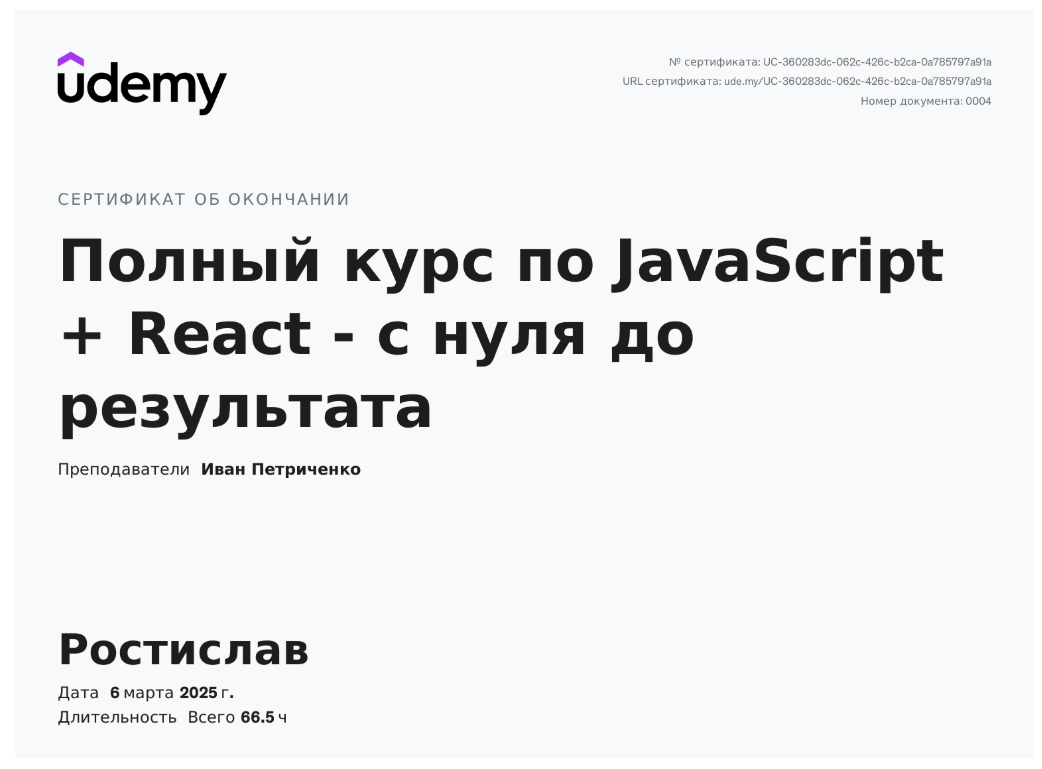 udemy
№ сертификата: UC-360283dc-062c-426c-b2ca-0a785797a91a
URL сертификата: ude.my/UC-360283dc-062c-426c-b2ca-0a785797a91a
Номер документа: 0004
СЕРТИФИКАТ ОБ ОКОНЧАНИИ
Полный курс по JavaScript
+ React - с нуля до
результата
Преподаватели Иван Петриченко
Ростислав
Дата 6 марта 2025 г.
Длительность Всего 66.5 ч